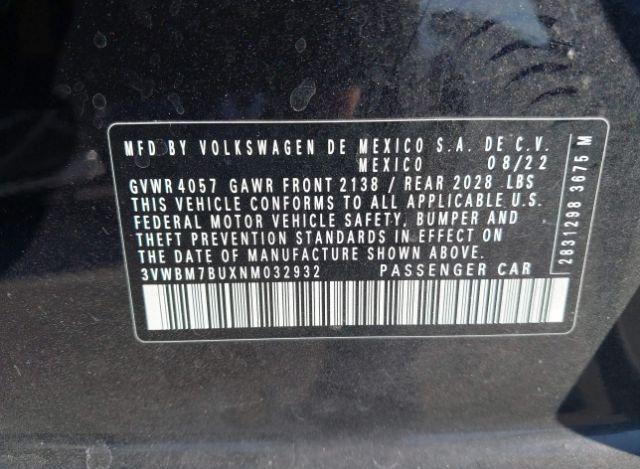 MFD BY VOLKSWAGEN DE MEXICO S.A. DE C.V.
MEXICO 08/22
GVWR 4057 GAWR FRONT 2138 / REAR 2028 LBS
THIS VEHICLE CONFORMS TO ALL APPLICABLE U.S.
FEDERAL MOTOR VEHICLE SAFETY, BUMPER AND
THEFT PREVENTION STANDARDS IN EFFECT ON
THE DATE OF MANUFACTURE SHOWN ABOVE.
3VWBM7BUXNM032932 PASSENGER CAR
2831298 3675 M